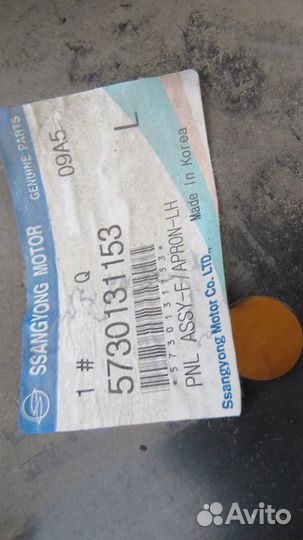 SSANGYONG MOTOR GENUINE PARTS
09A5
L
1 # Q
5730131153
*5730131153*
PNL ASSY-F/APRON-LH
Made In Korea
Ssangyong Motor Co. LTD.,
Avito